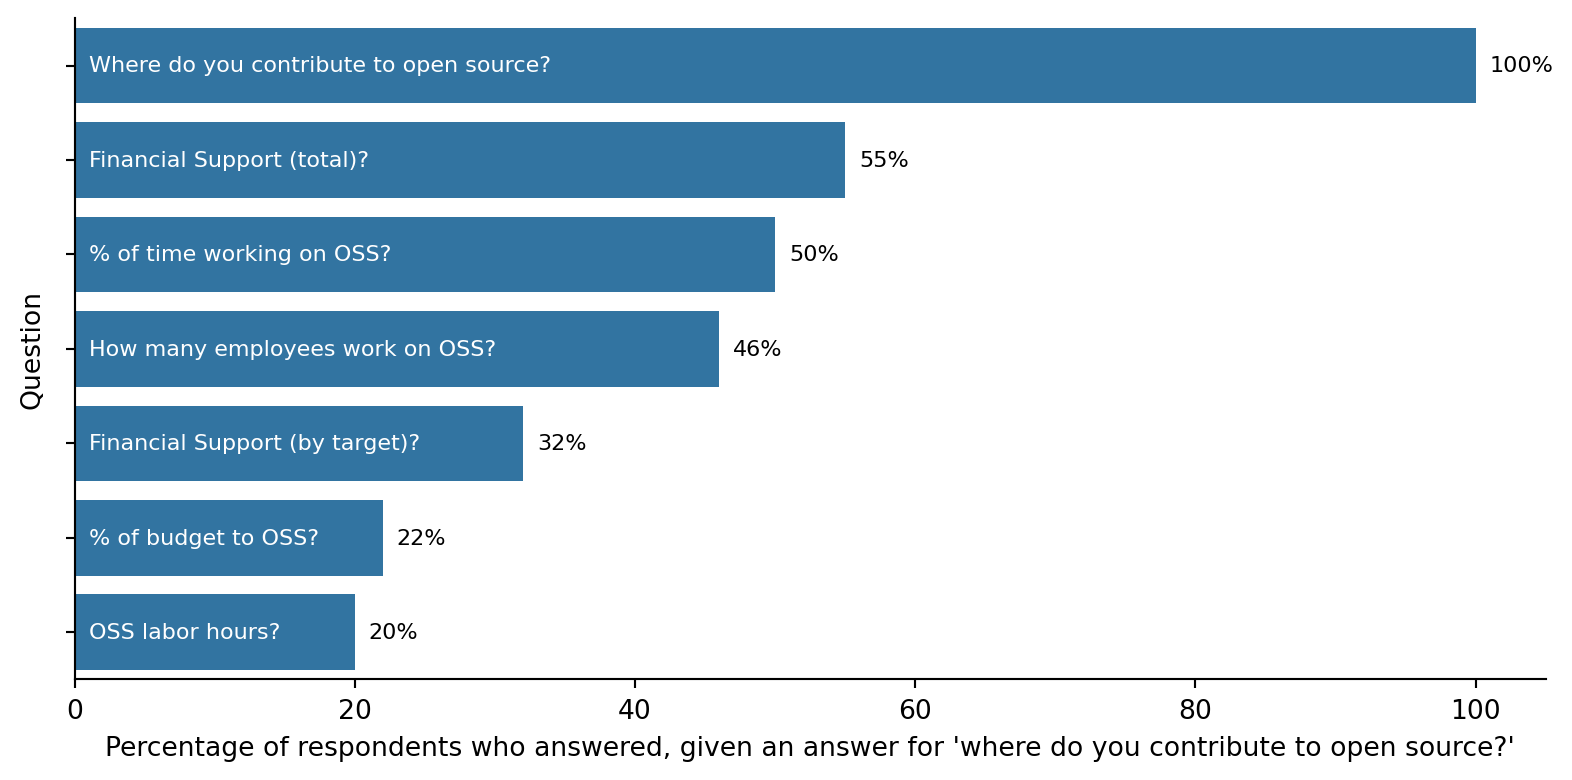 Where do you contribute to open source?
100%
Financial Support (total)?
55%
% of time working on OSS?
50%
How many employees work on OSS?
46%
Financial Support (by target)?
32%
% of budget to OSS?
22%
OSS labor hours?
20%
Question
0 20 40 60 80 100
Percentage of respondents who answered, given an answer for 'where do you contribute to open source?'